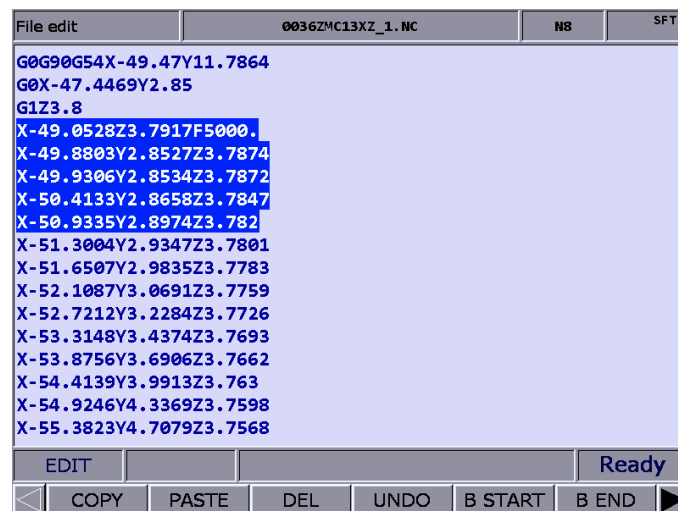 File edit 0036ZMC13XZ_1.NC N8 SFT
G0G90G54X-49.47Y11.7864
G0X-47.4469Y2.85
G1Z3.8
X-49.0528Z3.7917F5000.
X-49.8803Y2.8527Z3.7874
X-49.9306Y2.8534Z3.7872
X-50.4133Y2.8658Z3.7847
X-50.9335Y2.8974Z3.782
X-51.3004Y2.9347Z3.7801
X-51.6507Y2.9835Z3.7783
X-52.1087Y3.0691Z3.7759
X-52.7212Y3.2284Z3.7726
X-53.3148Y3.4374Z3.7693
X-53.8756Y3.6906Z3.7662
X-54.4139Y3.9913Z3.763
X-54.9246Y4.3369Z3.7598
X-55.3823Y4.7079Z3.7568
EDIT Ready
COPY PASTE DEL UNDO B START B END